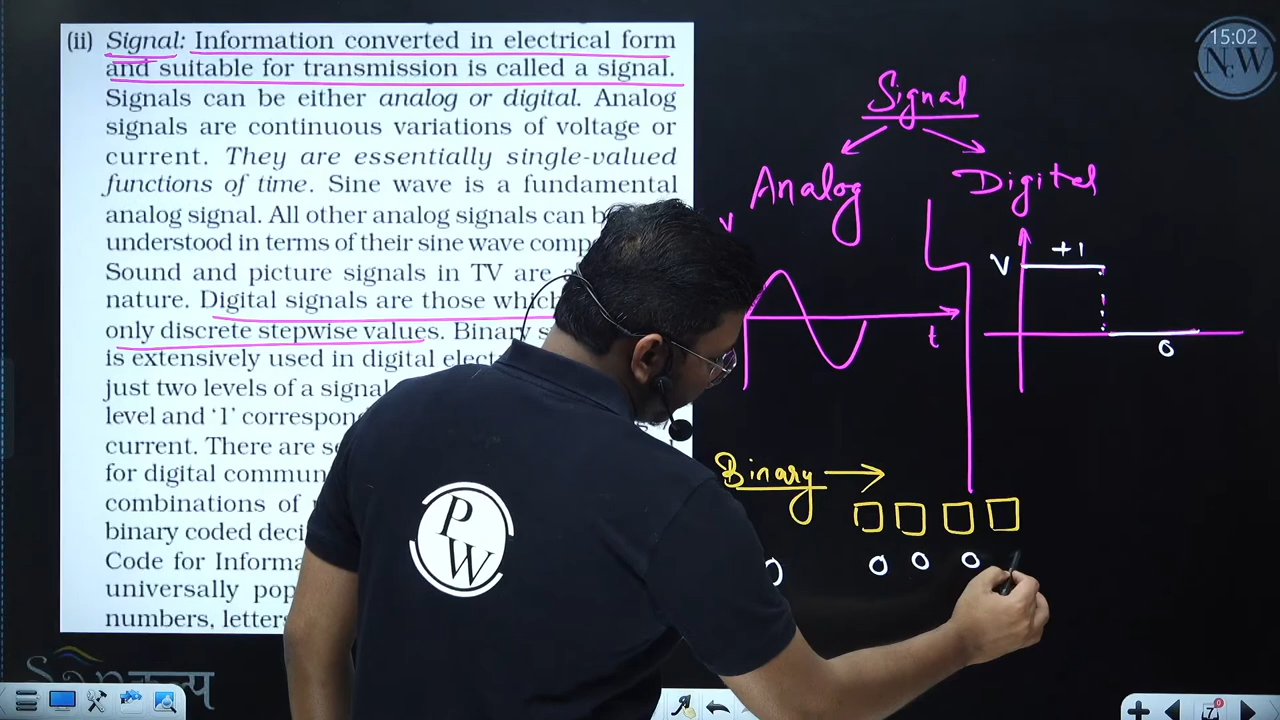 (ii) Signal: Information converted in electrical form
and suitable for transmission is called a signal.
Signals can be either analog or digital. Analog
signals are continuous variations of voltage or
current. They are essentially single-valued
functions of time. Sine wave is a fundamental
analog signal. All other analog signals can b
understood in terms of their sine wave comp
Sound and picture signals in TV are a
nature. Digital signals are those whic
only discrete stepwise values. Binary s
is extensively used in digital elect
just two levels of a signal
level and ‘1’ correspon
current. There are se
for digital commun
combinations of
binary coded deci
Code for Informa
universally pop
numbers, letters
15:02
NcW
Signal
Analog Digital
V
t
V +1
0
Binary
0 0 0 0
P
W